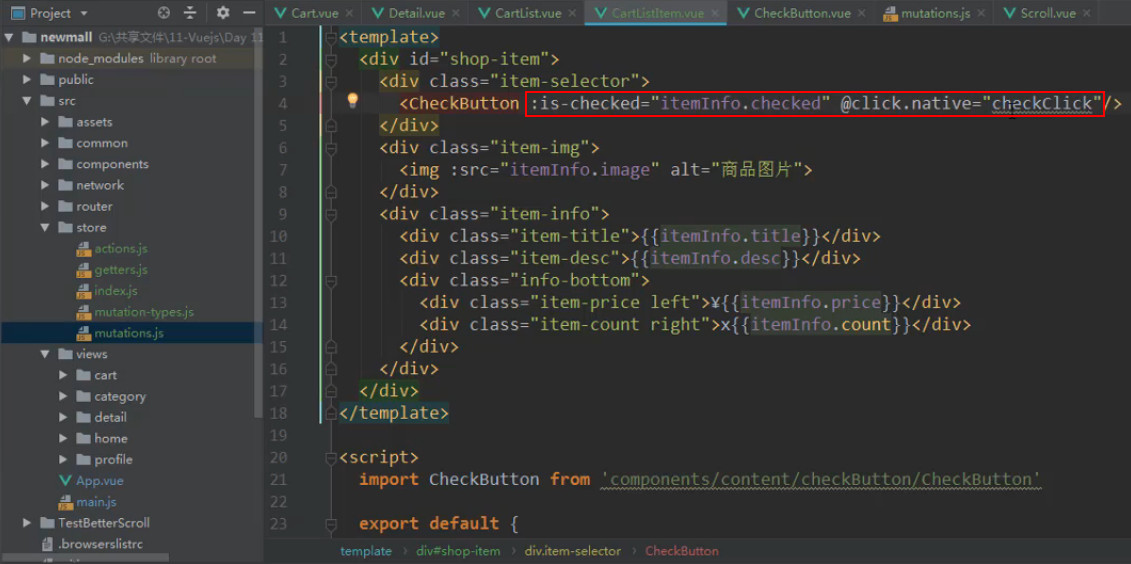 Project
Cart.vue
Detail.vue
CartList.vue
CartListItem.vue
CheckButton.vue
mutations.js
Scroll.vue
newmall G:\共享文件\11-Vuejs\Day 11
node_modules library root
public
src
assets
common
components
network
router
store
actions.js
getters.js
index.js
mutation-types.js
mutations.js
views
cart
category
detail
home
profile
App.vue
main.js
TestBetterScroll
.browserslistrc
1 <template>
2 <div id="shop-item">
3 <div class="item-selector">
4 <CheckButton :is-checked="itemInfo.checked" @click.native="checkClick"/>
5 </div>
6 <div class="item-img">
7 <img :src="itemInfo.image" alt="商品图片">
8 </div>
9 <div class="item-info">
10 <div class="item-title">{{itemInfo.title}}</div>
11 <div class="item-desc">{{itemInfo.desc}}</div>
12 <div class="info-bottom">
13 <div class="item-price left">¥{{itemInfo.price}}</div>
14 <div class="item-count right">x{{itemInfo.count}}</div>
15 </div>
16 </div>
17 </div>
18 </template>
19
20 <script>
21 import CheckButton from 'components/content/checkButton/CheckButton'
22
23 export default {
template › div#shop-item › div.item-selector › CheckButton